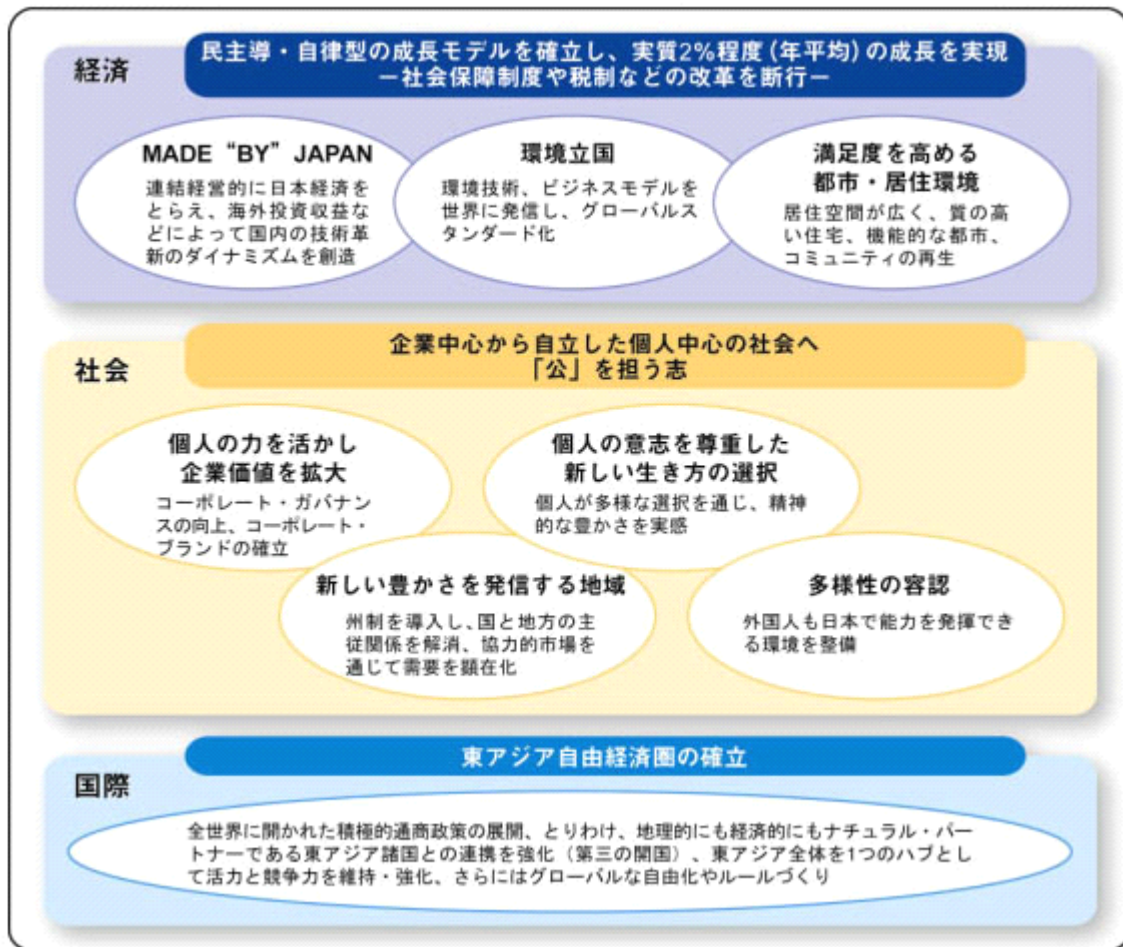 経済
民主導・自律型の成長モデルを確立し、実質2%程度(年平均)の成長を実現
ー社会保障制度や税制などの改革を断行ー
MADE “BY” JAPAN
連結経営的に日本経済を
とらえ、海外投資収益な
どによって国内の技術革
新のダイナミズムを創造
環境立国
環境技術、ビジネスモデルを
世界に発信し、グローバルス
タンダード化
満足度を高める
都市・居住環境
居住空間が広く、質の高
い住宅、機能的な都市、
コミュニティの再生
社会
企業中心から自立した個人中心の社会へ
「公」を担う志
個人の力を活かし
企業価値を拡大
コーポレート・ガバナン
スの向上、コーポレート・
ブランドの確立
個人の意志を尊重した
新しい生き方の選択
個人が多様な選択を通じ、精神
的な豊かさを実感
新しい豊かさを発信する地域
州制を導入し、国と地方の主
従関係を解消、協力的市場を
通じて需要を顕在化
多様性の容認
外国人も日本で能力を発揮でき
る環境を整備
国際
東アジア自由経済圏の確立
全世界に開かれた積極的通商政策の展開、とりわけ、地理的にも経済的にもナチュラル・パー
トナーである東アジア諸国との連携を強化（第三の開国）、東アジア全体を1つのハブとし
て活力と競争力を維持・強化、さらにはグローバルな自由化やルールづくり